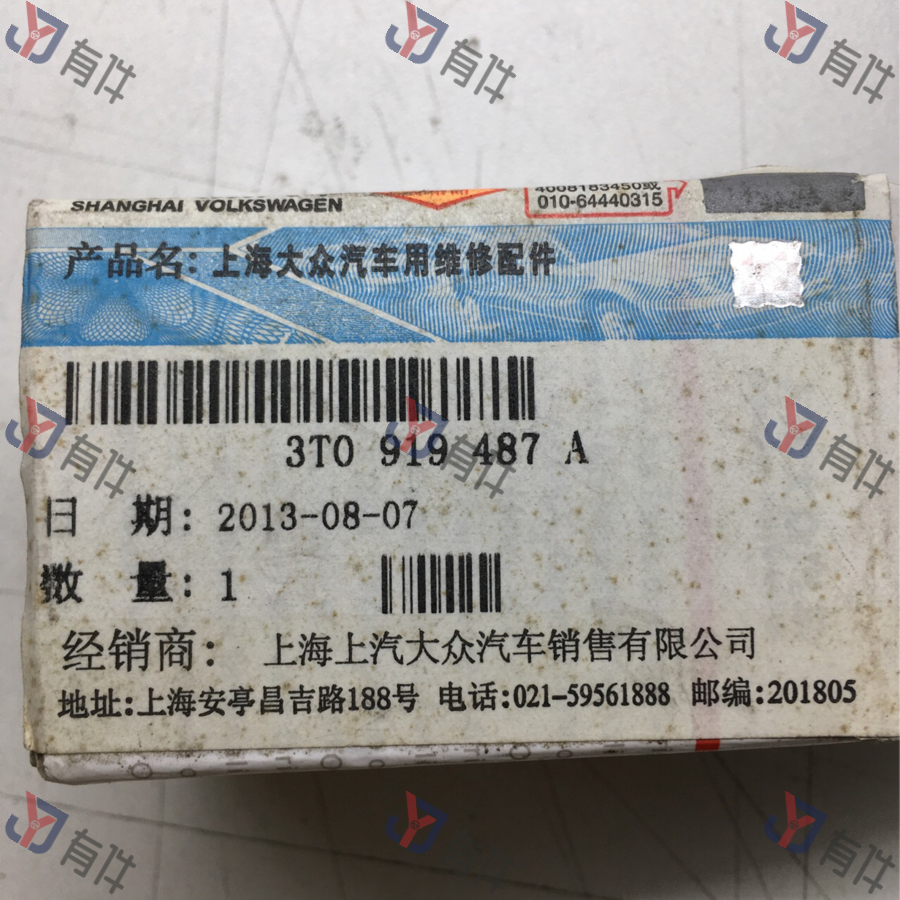 有件 有件 有件
SHANGHAI VOLKSWAGEN
4008183450或
010-64440315
产品名:上海大众汽车用维修配件
3T0 919 487 A
有件 有件 有件
日 期: 2013-08-07
数 量: 1
经销商: 上海上汽大众汽车销售有限公司
地址:上海安亭昌吉路188号 电话:021-59561888 邮编:201805
有件 有件 有件